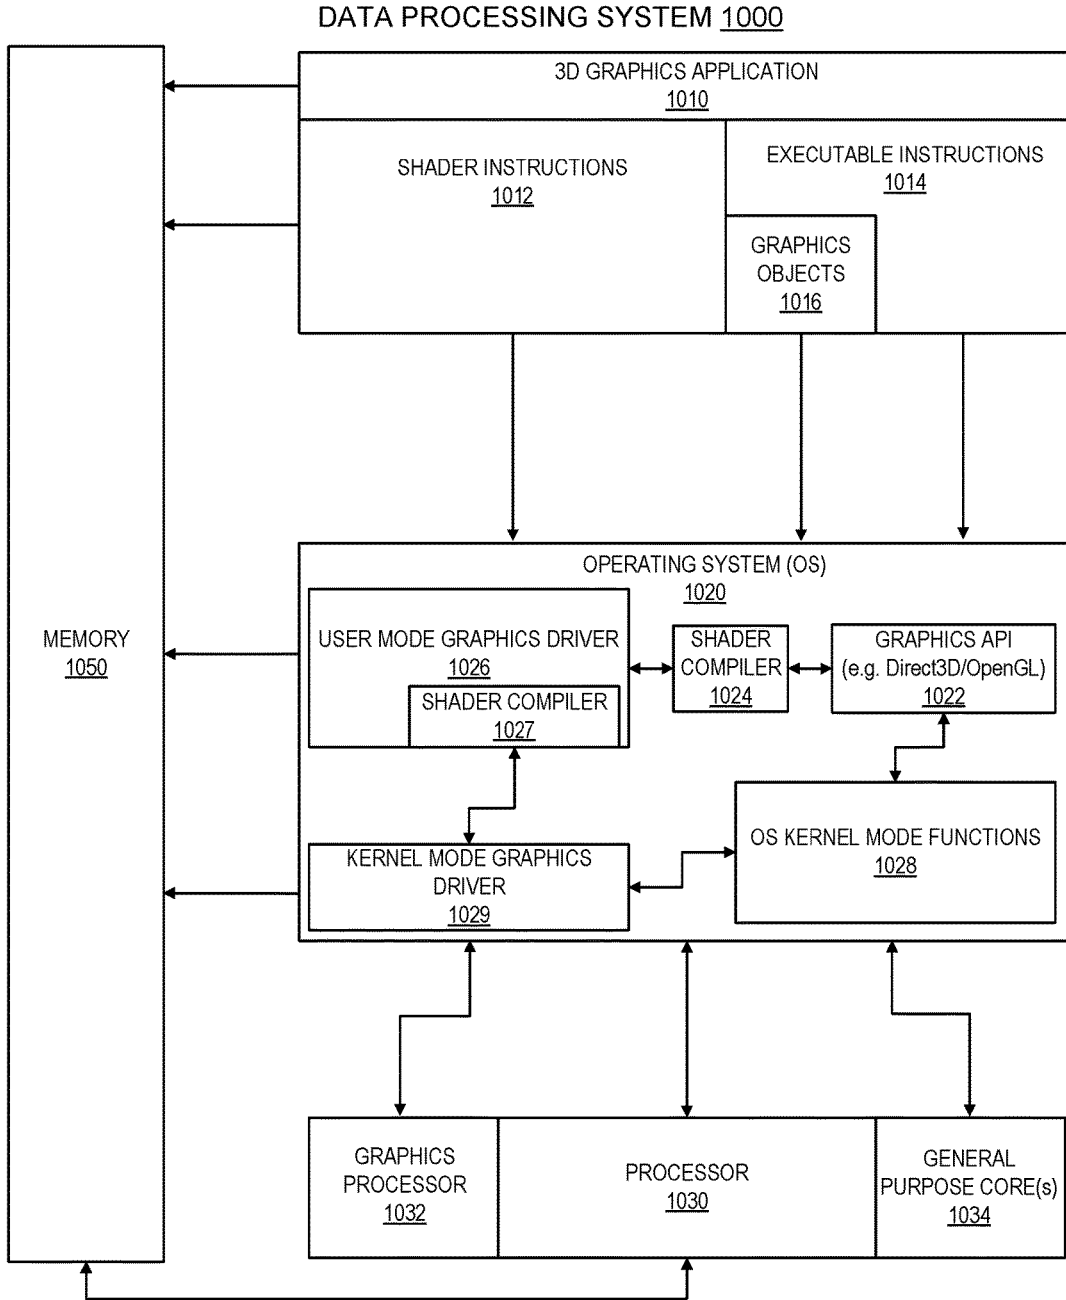 DATA PROCESSING SYSTEM 1000
3D GRAPHICS APPLICATION
1010
SHADER INSTRUCTIONS
1012
EXECUTABLE INSTRUCTIONS
1014
GRAPHICS
OBJECTS
1016
MEMORY
1050
OPERATING SYSTEM (OS)
1020
USER MODE GRAPHICS DRIVER
1026
SHADER COMPILER
1027
SHADER
COMPILER
1024
GRAPHICS API
(e.g. Direct3D/OpenGL)
1022
KERNEL MODE GRAPHICS
DRIVER
1029
OS KERNEL MODE FUNCTIONS
1028
GRAPHICS
PROCESSOR
1032
PROCESSOR
1030
GENERAL
PURPOSE CORE(s)
1034